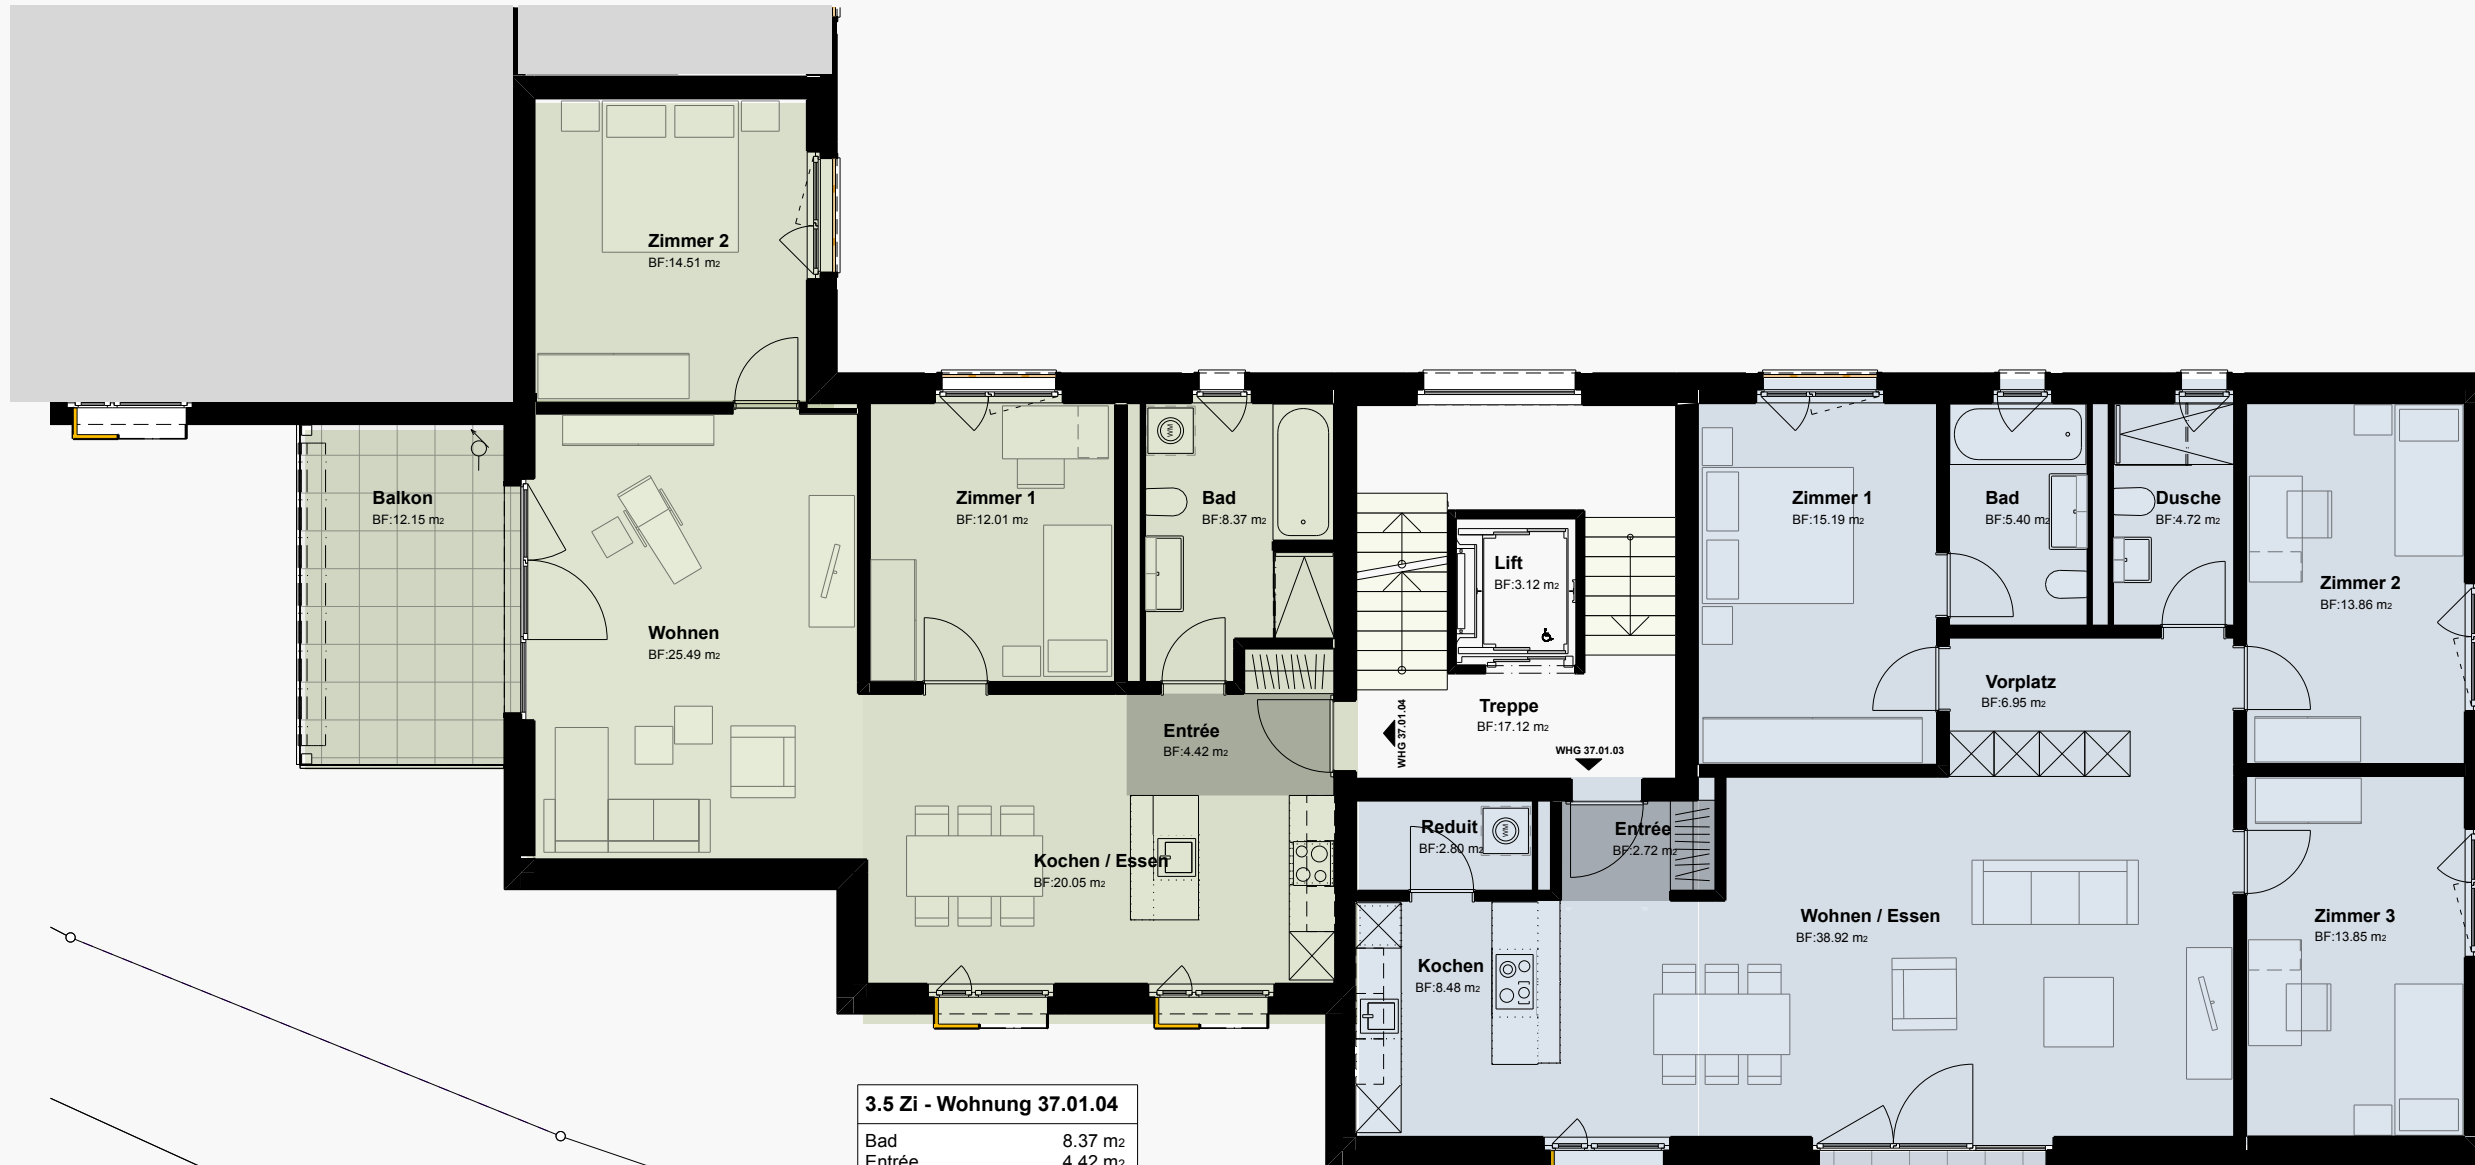 Zimmer 2
BF:14.51 m2
Balkon
BF:12.15 m2
Wohnen
BF:25.49 m2
Zimmer 1
BF:12.01 m2
WM
Bad
BF:8.37 m2
Entrée
BF:4.42 m2
Kochen / Essen
BF:20.05 m2
Lift
BF:3.12 m2
Treppe
BF:17.12 m2
WHG 37.01.04
WHG 37.01.03
Zimmer 1
BF:15.19 m2
Bad
BF:5.40 m2
Dusche
BF:4.72 m2
Zimmer 2
BF:13.86 m2
Vorplatz
BF:6.95 m2
Reduit
BF:2.80 m2
WM
Entrée
BF:2.72 m2
Kochen
BF:8.48 m2
Wohnen / Essen
BF:38.92 m2
Zimmer 3
BF:13.85 m2
3.5 Zi - Wohnung 37.01.04
Bad 8.37 m2
Entrée 4.42 m2